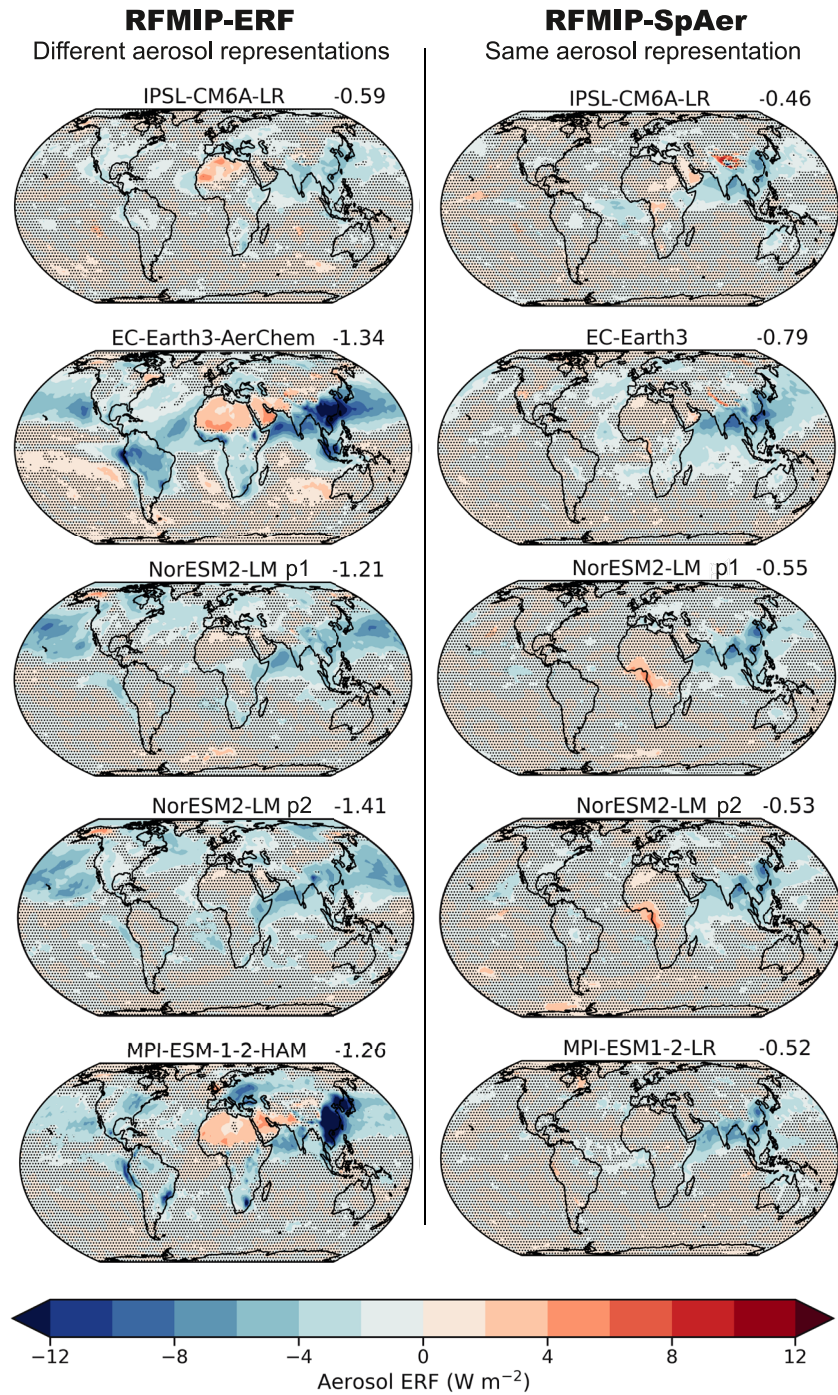 RFMIP-ERF
Different aerosol representations
RFMIP-SpAer
Same aerosol representation
IPSL-CM6A-LR -0.59
IPSL-CM6A-LR -0.46
EC-Earth3-AerChem -1.34
EC-Earth3 -0.79
NorESM2-LM p1 -1.21
NorESM2-LM p1 -0.55
NorESM2-LM p2 -1.41
NorESM2-LM p2 -0.53
MPI-ESM-1-2-HAM -1.26
MPI-ESM1-2-LR -0.52
−12 −8 −4 0 4 8 12
Aerosol ERF (W m⁻²)